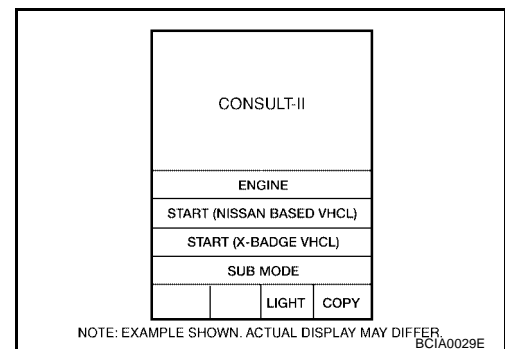 CONSULT-II
ENGINE
START (NISSAN BASED VHCL)
START (X-BADGE VHCL)
SUB MODE
LIGHT COPY
NOTE: EXAMPLE SHOWN. ACTUAL DISPLAY MAY DIFFER.
BCIA0029E